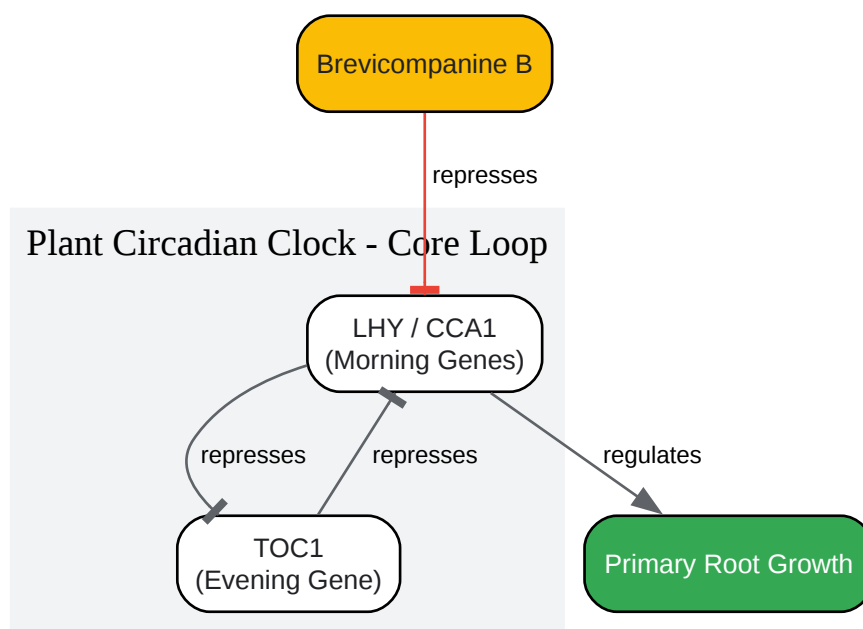 Brevicompanine B
represses
Plant Circadian Clock - Core Loop
LHY / CCA1
(Morning Genes)
represses
represses
regulates
TOC1
(Evening Gene)
Primary Root Growth